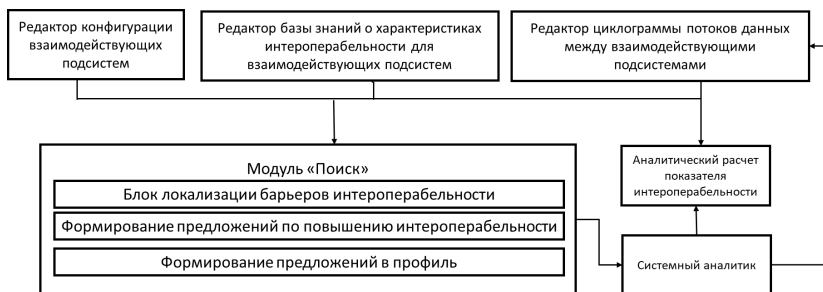 Редактор конфигурации
взаимодействующих
подсистем
Редактор базы знаний о характеристиках
интероперабельности для
взаимодействующих подсистем
Редактор циклограммы потоков данных
между взаимодействующими
подсистемами
Модуль «Поиск»
Блок локализации барьеров интероперабельности
Формирование предложений по повышению интероперабельности
Формирование предложений в профиль
Аналитический расчет
показателя
интероперабельности
Системный аналитик